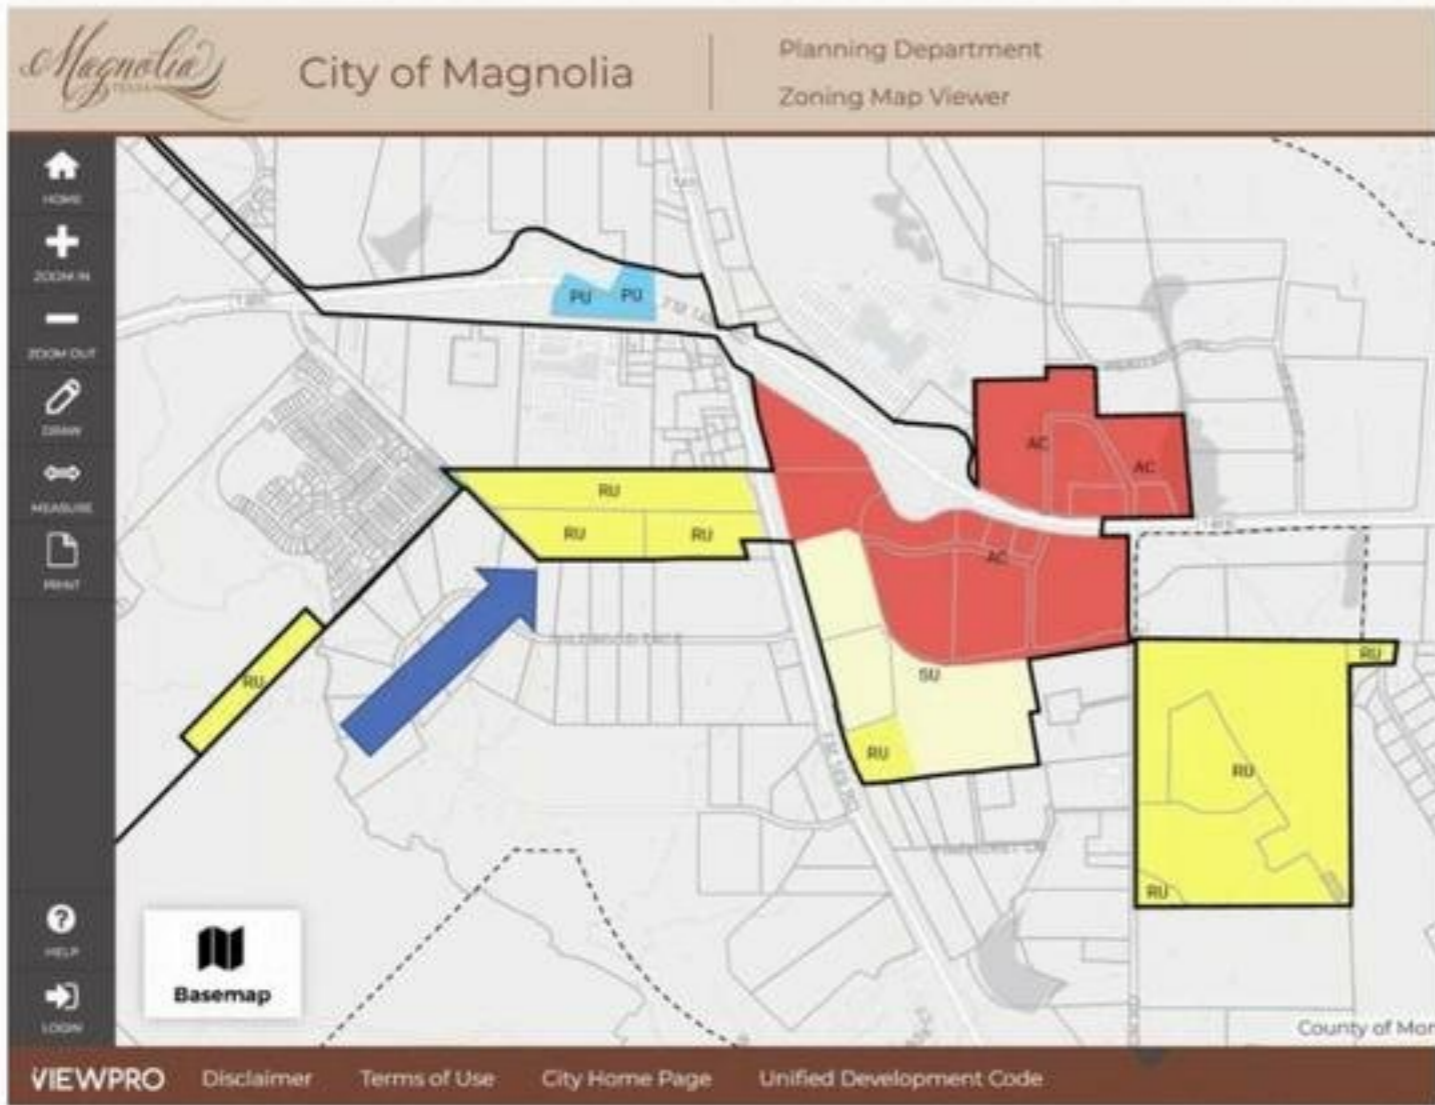 Magnolia
TEXAS
City of Magnolia
Planning Department
Zoning Map Viewer
HOME
ZOOM IN
ZOOM OUT
DRAW
MEASURE
PRINT
HELP
LOGIN
PU PU
AC
AC
AC
RU
RU RU
RU
SU
RU
RU
RU
RU
Basemap
County of Mon
VIEWPRO
Disclaimer
Terms of Use
City Home Page
Unified Development Code